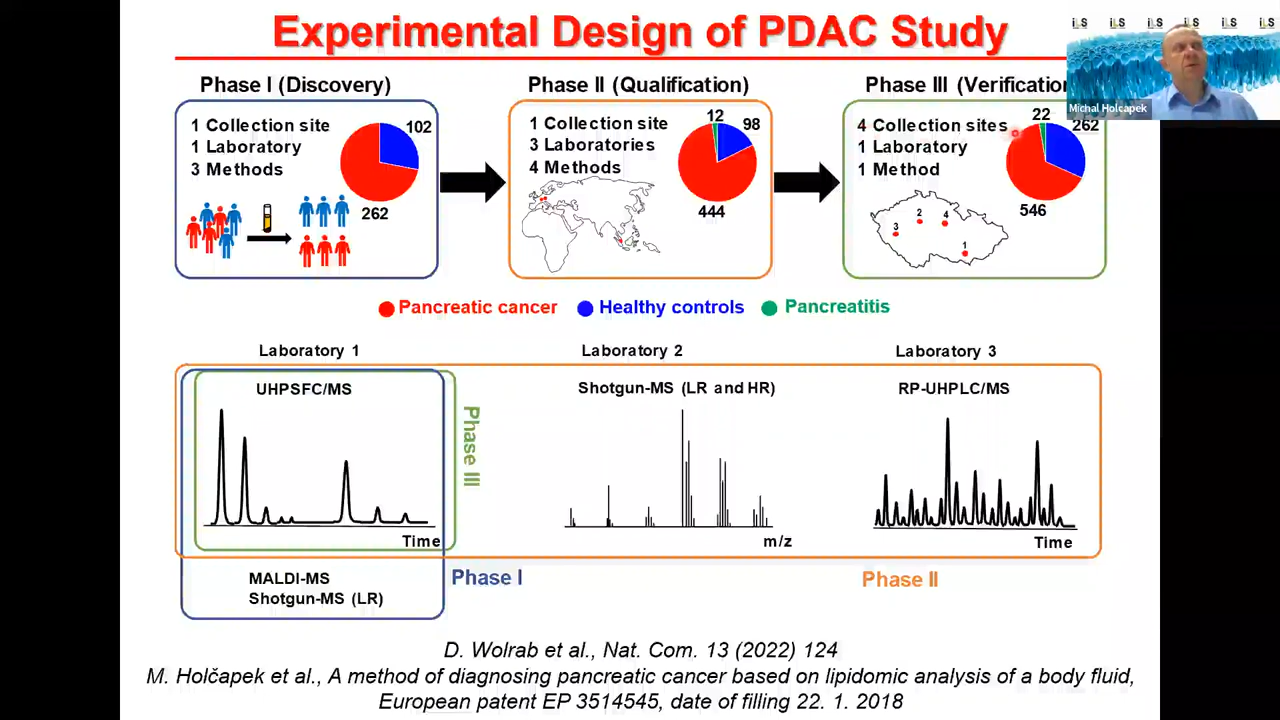 Experimental Design of PDAC Study
iLS iLS iLS iLS iLS iLS
Michal Holcapek
Phase I (Discovery)
1 Collection site
1 Laboratory
3 Methods
102
262
Phase II (Qualification)
1 Collection site
3 Laboratories
4 Methods
12
98
444
Phase III (Verification
4 Collection sites
1 Laboratory
1 Method
22
262
546
3
2
4
1
Pancreatic cancer Healthy controls Pancreatitis
Laboratory 1
Laboratory 2
Laboratory 3
UHPSFC/MS
Time
Phase III
MALDI-MS
Shotgun-MS (LR)
Phase I
Shotgun-MS (LR and HR)
m/z
RP-UHPLC/MS
Time
Phase II
D. Wolrab et al., Nat. Com. 13 (2022) 124
M. Holčapek et al., A method of diagnosing pancreatic cancer based on lipidomic analysis of a body fluid,
European patent EP 3514545, date of filling 22. 1. 2018